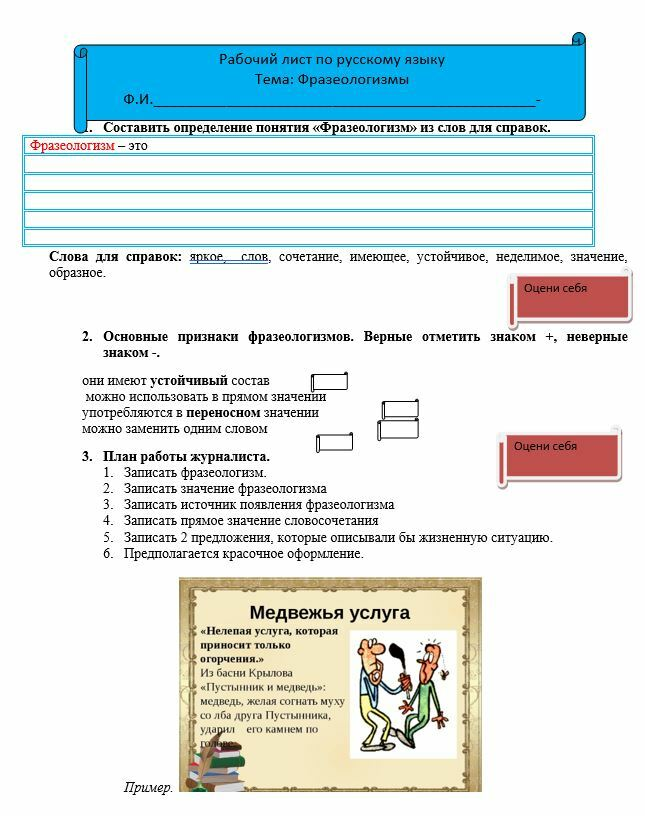 Рабочий лист по русскому языку
Тема: Фразеологизмы
Ф.И.________________________________________________-
1. Составить определение понятия «Фразеологизм» из слов для справок.
Фразеологизм – это
Слова для справок: яркое, слов, сочетание, имеющее, устойчивое, неделимое, значение,
образное.
Оцени себя
2. Основные признаки фразеологизмов. Верные отметить знаком +, неверные
знаком -.
они имеют устойчивый состав
можно использовать в прямом значении
употребляются в переносном значении
можно заменить одним словом
Оцени себя
3. План работы журналиста.
1. Записать фразеологизм.
2. Записать значение фразеологизма
3. Записать источник появления фразеологизма
4. Записать прямое значение словосочетания
5. Записать 2 предложения, которые описывали бы жизненную ситуацию.
6. Предполагается красочное оформление.
Медвежья услуга
«Нелепая услуга, которая
приносит только
огорчения.»
Из басни Крылова
«Пустынник и медведь»:
медведь, желая согнать муху
со лба друга Пустынника,
ударил его камнем по
голове.
Пример.